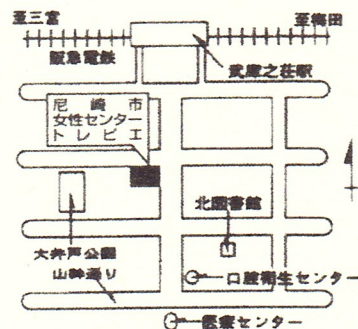 至三宮
至梅田
阪急電鉄
武庫之荘駅
尼崎市
女性センター
トレピエ
北図書館
大井戸公園
山幹通り
口腔衛生センター
医療センター